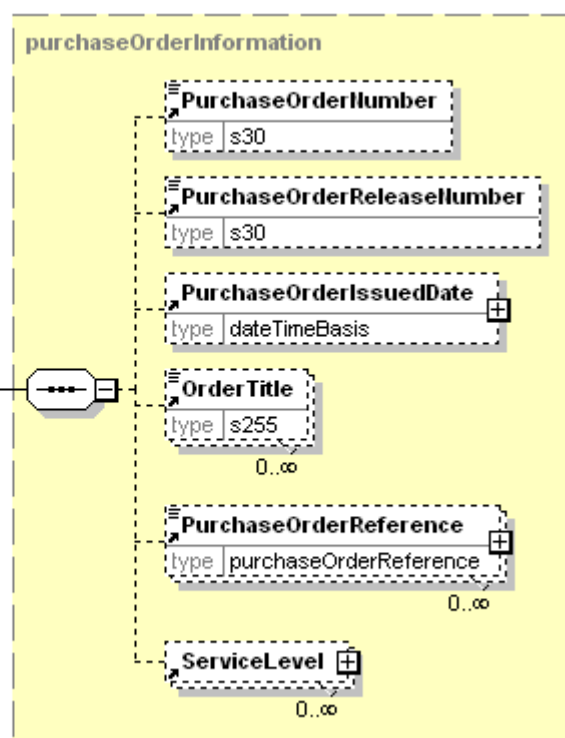 purchaseOrderInformation
PurchaseOrderNumber
type s30
PurchaseOrderReleaseNumber
type s30
PurchaseOrderIssuedDate
type dateTimeBasis
OrderTitle
type s255
0..∞
PurchaseOrderReference
type purchaseOrderReference
0..∞
ServiceLevel
0..∞